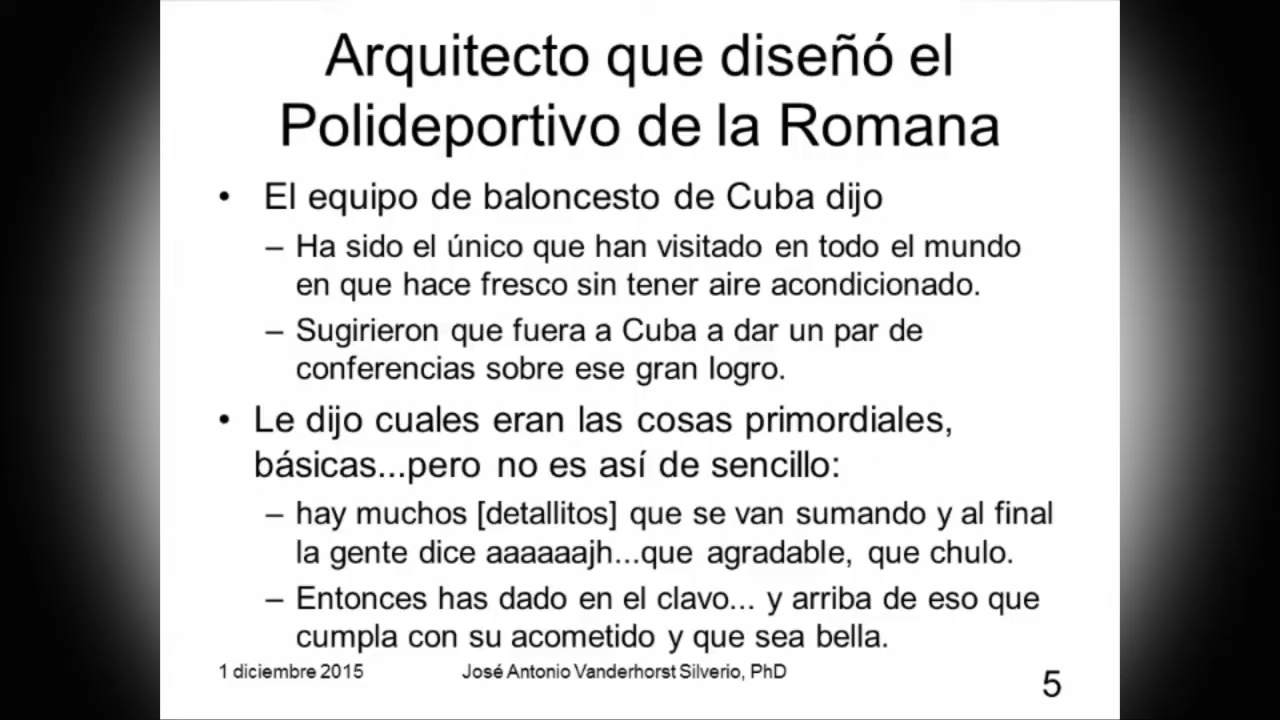 Arquitecto que diseñó el
Polideportivo de la Romana
• El equipo de baloncesto de Cuba dijo
– Ha sido el único que han visitado en todo el mundo
en que hace fresco sin tener aire acondicionado.
– Sugirieron que fuera a Cuba a dar un par de
conferencias sobre ese gran logro.
• Le dijo cuales eran las cosas primordiales,
básicas...pero no es así de sencillo:
– hay muchos [detallitos] que se van sumando y al final
la gente dice aaaaaajh...que agradable, que chulo.
– Entonces has dado en el clavo... y arriba de eso que
cumpla con su acometido y que sea bella.
1 diciembre 2015 José Antonio Vanderhorst Silverio, PhD 5